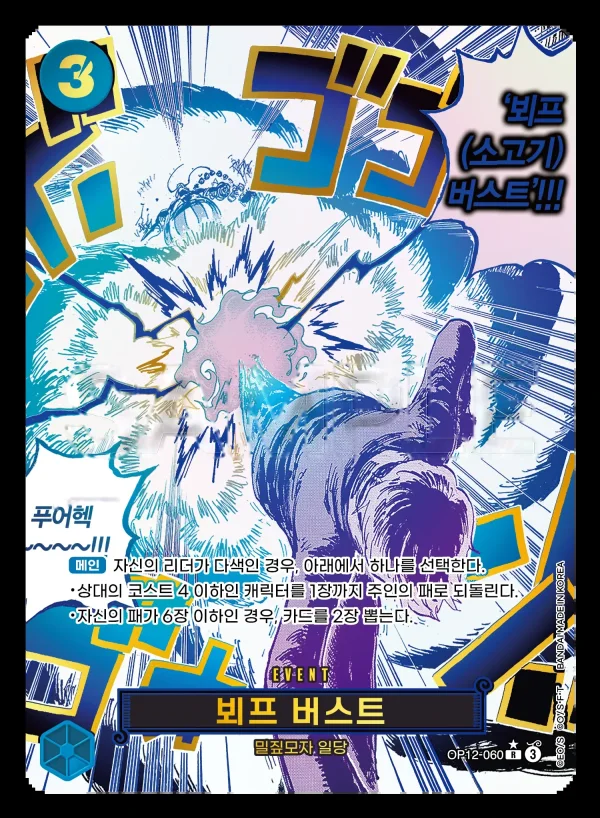 3
ゴゴ
‘뵈프
(소고기)
버스트’!!!
푸어헥
~~~~!!!
메인 자신의 리더가 다색인 경우, 아래에서 하나를 선택한다.
•상대의 코스트 4 이하인 캐릭터를 1장까지 주인의 패로 되돌린다.
•자신의 패가 6장 이하인 경우, 카드를 2장 뽑는다.
EVENT
뵈프 버스트
밀짚모자 일당
OP12-060 R 3
©EO/S ©O/S·F·T BANDAI MADE IN KOREA